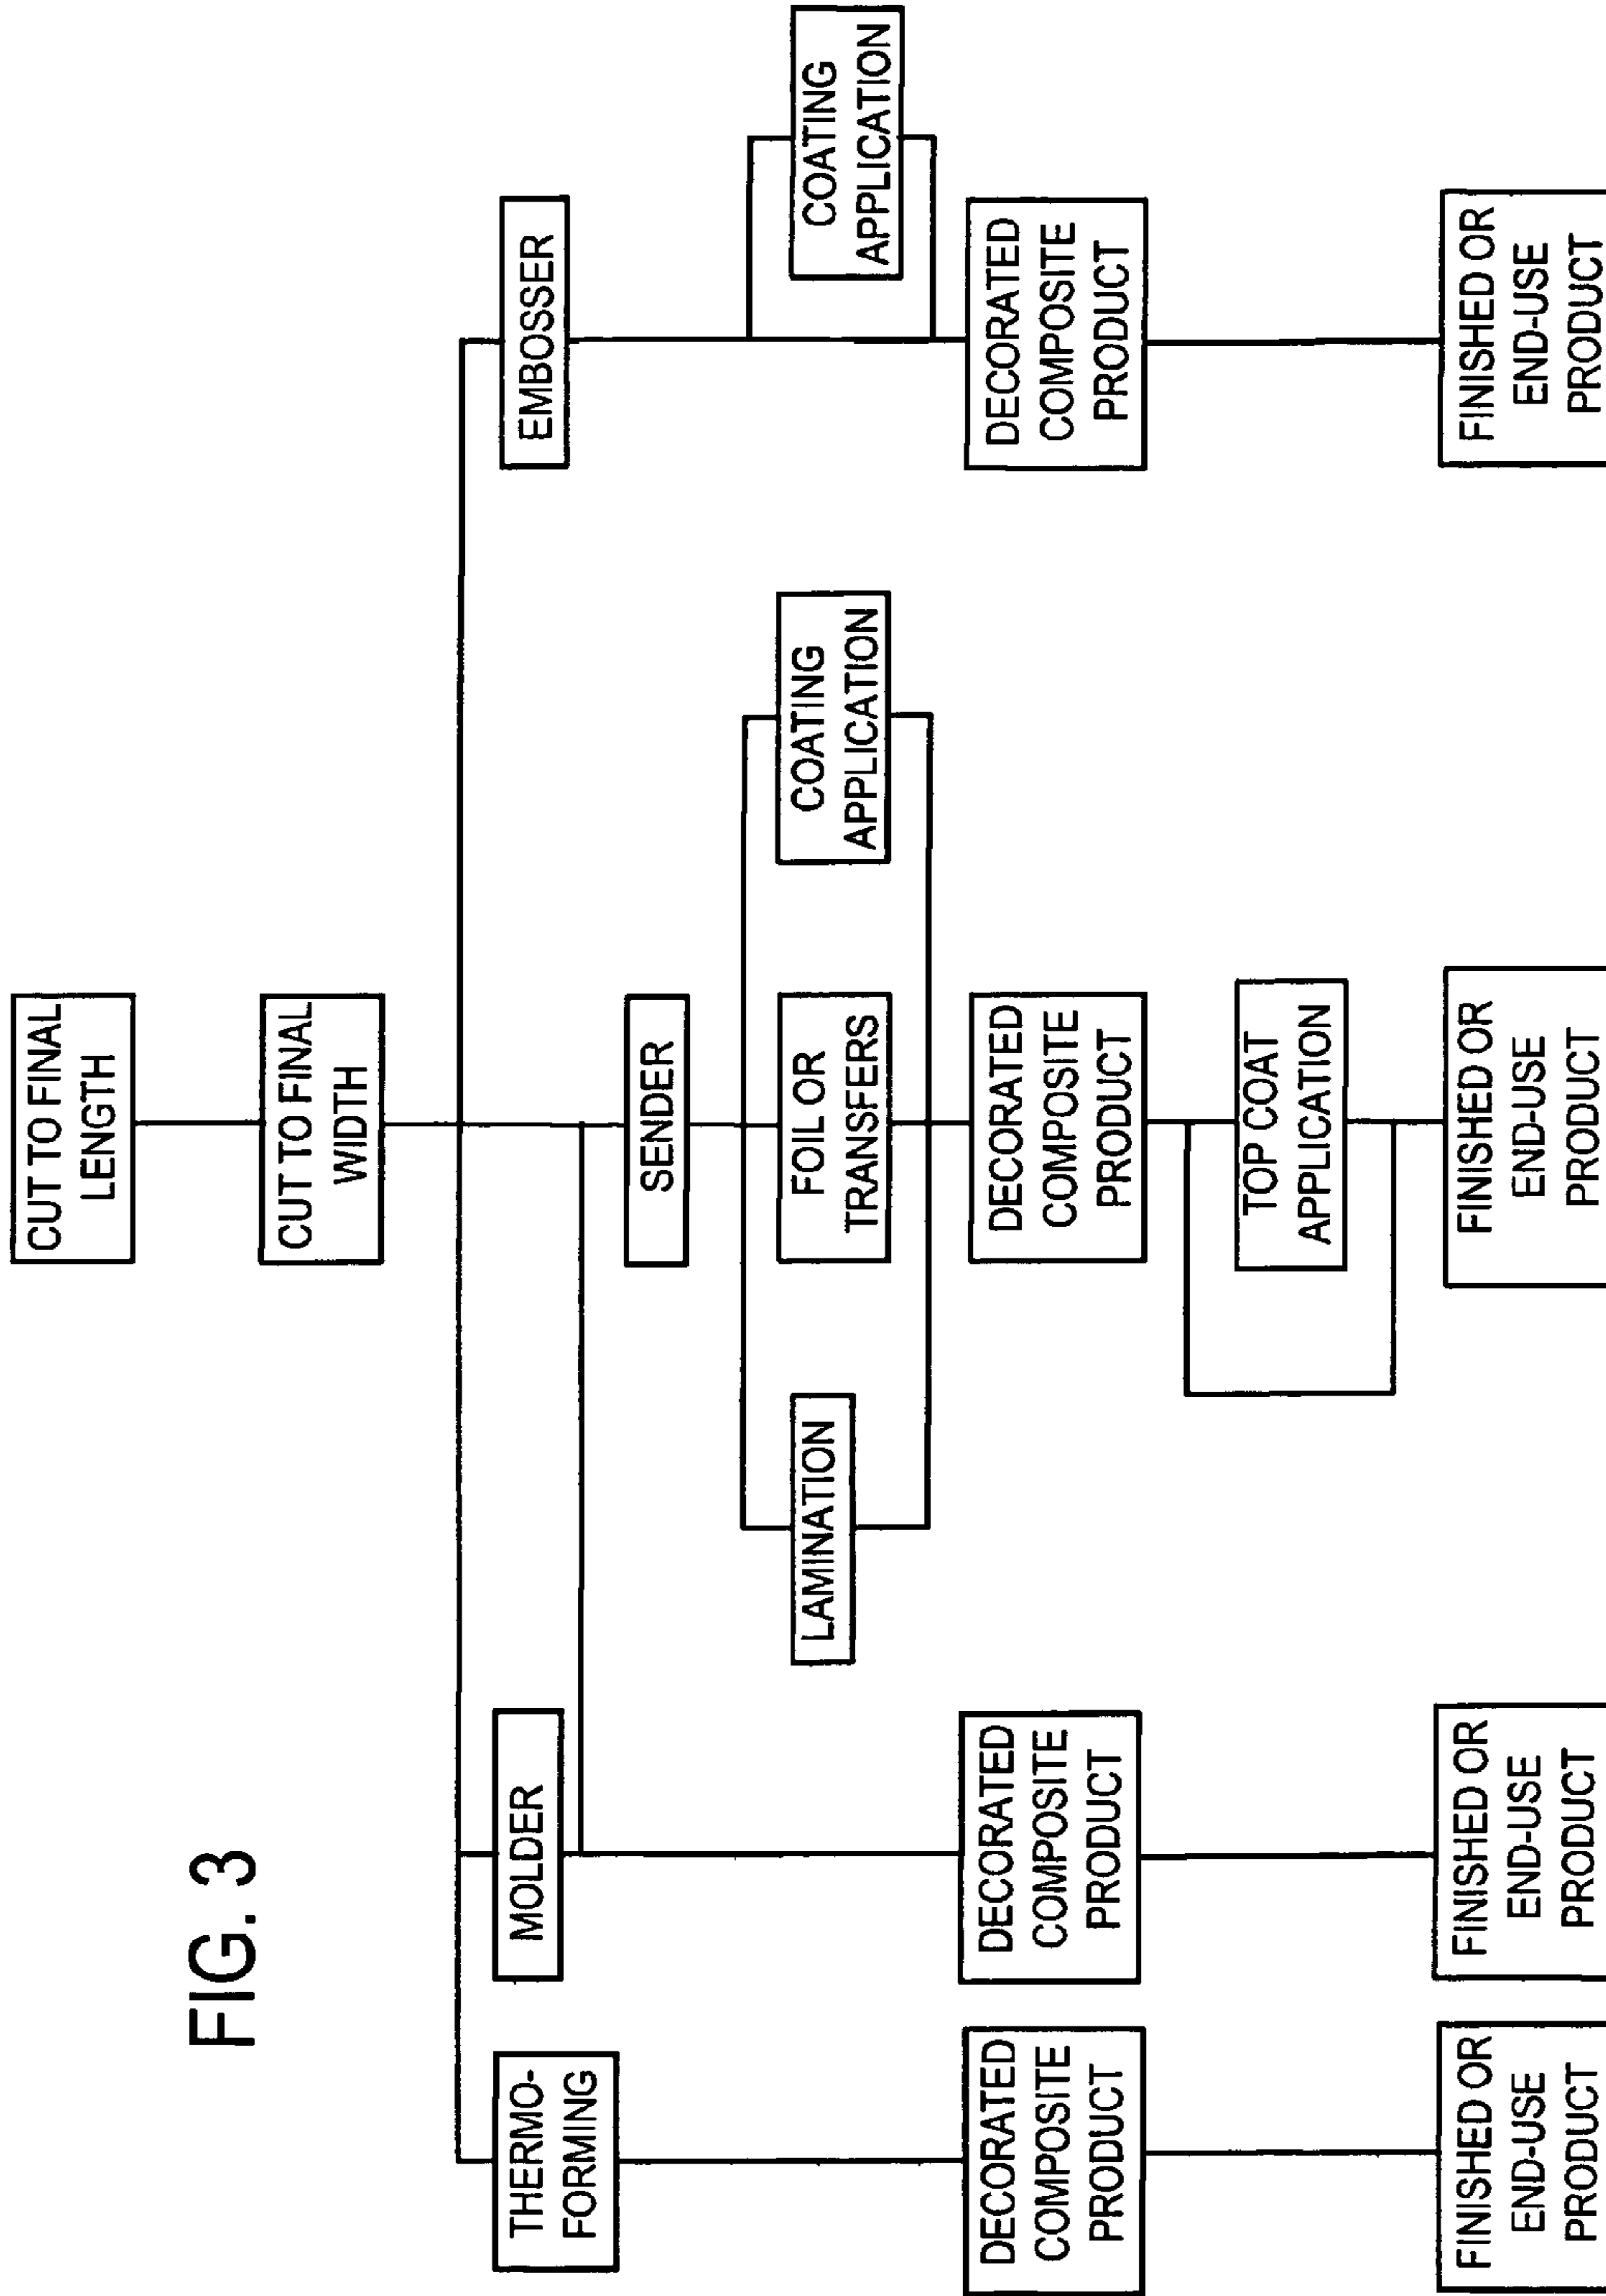 FIG. 3
CUT TO FINAL
LENGTH
CUT TO FINAL
WIDTH
THERMO-
FORMING
MOLDER
EMBOSSER
SENDER
LAMINATION
FOIL OR
TRANSFERS
COATING
APPLICATION
COATING
APPLICATION
DECORATED
COMPOSITE
PRODUCT
DECORATED
COMPOSITE
PRODUCT
DECORATED
COMPOSITE
PRODUCT
DECORATED
COMPOSITE
PRODUCT
TOP COAT
APPLICATION
FINISHED OR
END-USE
PRODUCT
FINISHED OR
END-USE
PRODUCT
FINISHED OR
END-USE
PRODUCT
FINISHED OR
END-USE
PRODUCT